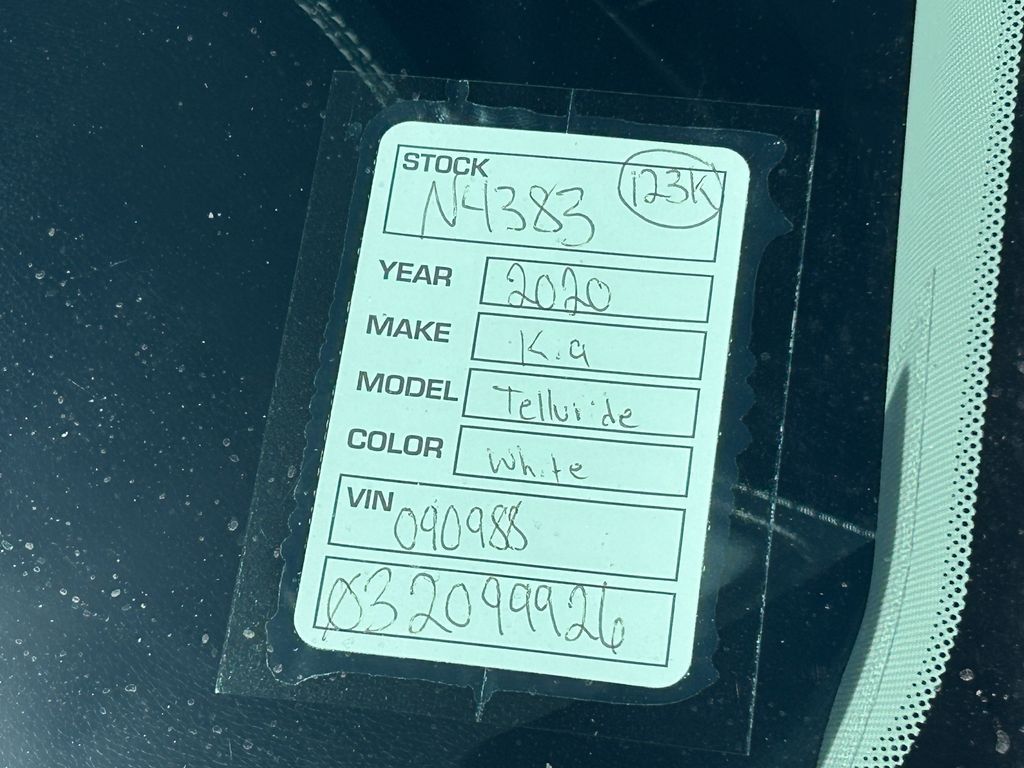 STOCK 123K
N4383
YEAR 2020
MAKE Kia
MODEL Telluride
COLOR White
VIN 090988
Ø32099926